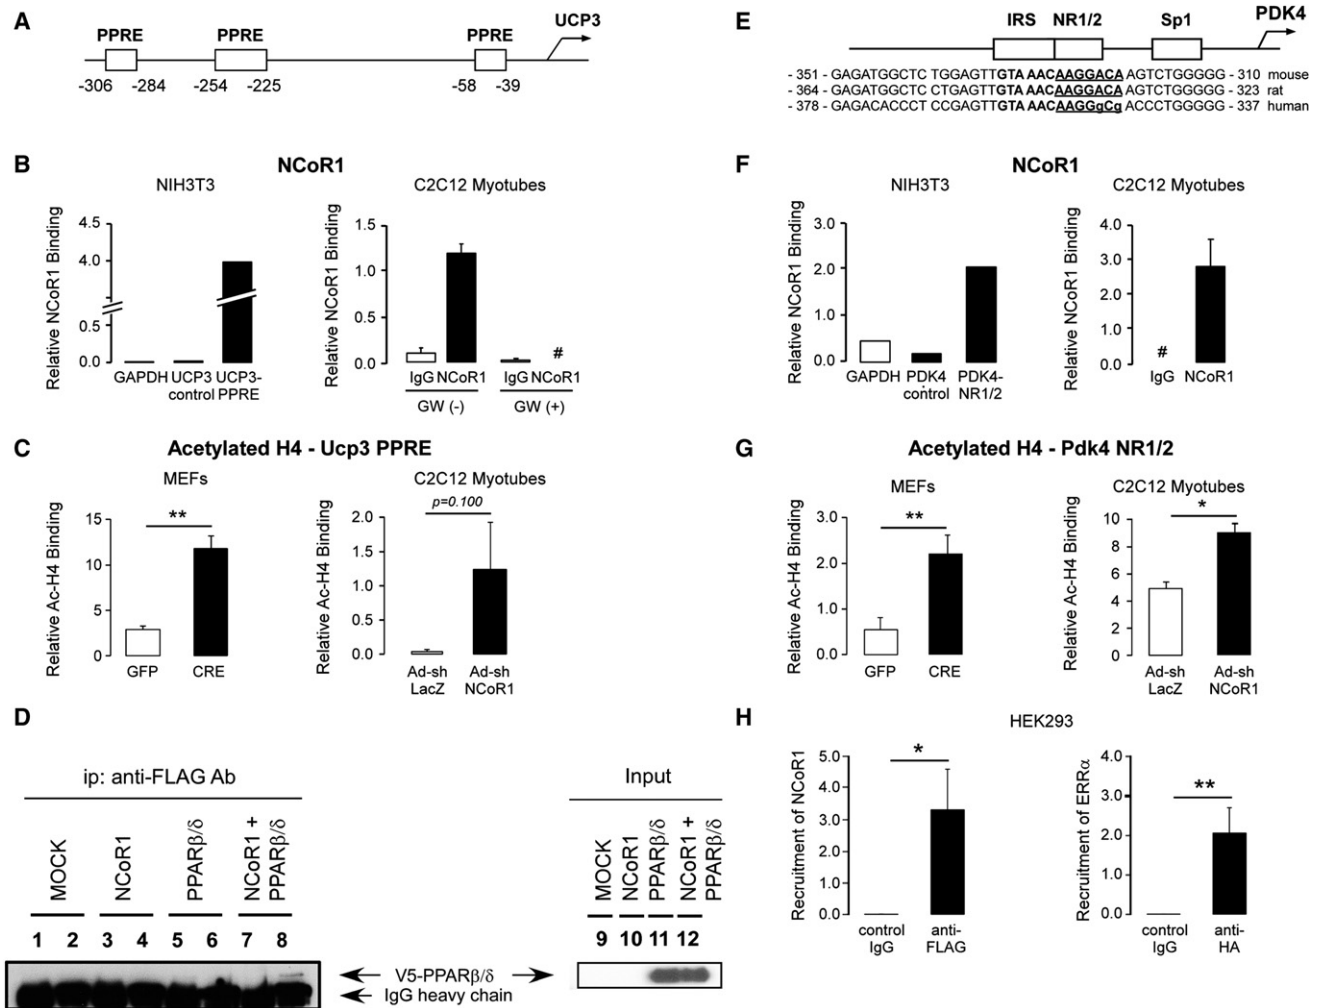 A
UCP3
PPRE PPRE PPRE
-306 -284 -254 -225 -58 -39
B
NCoR1
NIH3T3
Relative NCoR1 Binding
4.5
4.0
0.5
0.0
GAPDH UCP3 UCP3-
control PPRE
C2C12 Myotubes
Relative NCoR1 Binding
1.5
1.0
0.5
0.0
#
IgG NCoR1 IgG NCoR1
GW (-) GW (+)
C
Acetylated H4 - Ucp3 PPRE
MEFs
Relative Ac-H4 Binding
15
10
5
0
**
GFP CRE
C2C12 Myotubes
p=0.100
Relative Ac-H4 Binding
2.0
1.5
1.0
0.5
0.0
Ad-sh Ad-sh
LacZ NCoR1
D
ip: anti-FLAG Ab
MOCK
NCoR1
PPARβ/δ
NCoR1 +
PPARβ/δ
1 2 3 4 5 6 7 8
Input
MOCK
NCoR1
PPARβ/δ
NCoR1 +
PPARβ/δ
9 10 11 12
V5-PPARβ/δ
IgG heavy chain
E
PDK4
IRS NR1/2 Sp1
- 351 - GAGATGGCTC TGGAGTTGTA AACAAGGACA AGTCTGGGGG - 310 mouse
- 364 - GAGATGGCTC CTGAGTTGTA AACAAGGACA AGTCTGGGGG - 323 rat
- 378 - GAGACACCCT CCGAGTTGTA AACAAGGgCg ACCCTGGGGG - 337 human
F
NCoR1
NIH3T3
Relative NCoR1 Binding
3.0
2.0
1.0
0.0
GAPDH PDK4 PDK4-
control NR1/2
C2C12 Myotubes
Relative NCoR1 Binding
4.0
3.0
2.0
1.0
0.0
#
IgG NCoR1
G
Acetylated H4 - Pdk4 NR1/2
MEFs
Relative Ac-H4 Binding
3.0
2.0
1.0
0.0
**
GFP CRE
C2C12 Myotubes
Relative Ac-H4 Binding
10
8
6
4
2
0
*
Ad-sh Ad-sh
LacZ NCoR1
H
HEK293
Recruitment of NCoR1
5.0
4.0
3.0
2.0
1.0
0.0
*
control anti-
IgG FLAG
Recruitment of ERRα
4.0
3.0
2.0
1.0
0.0
**
control anti-
IgG HA